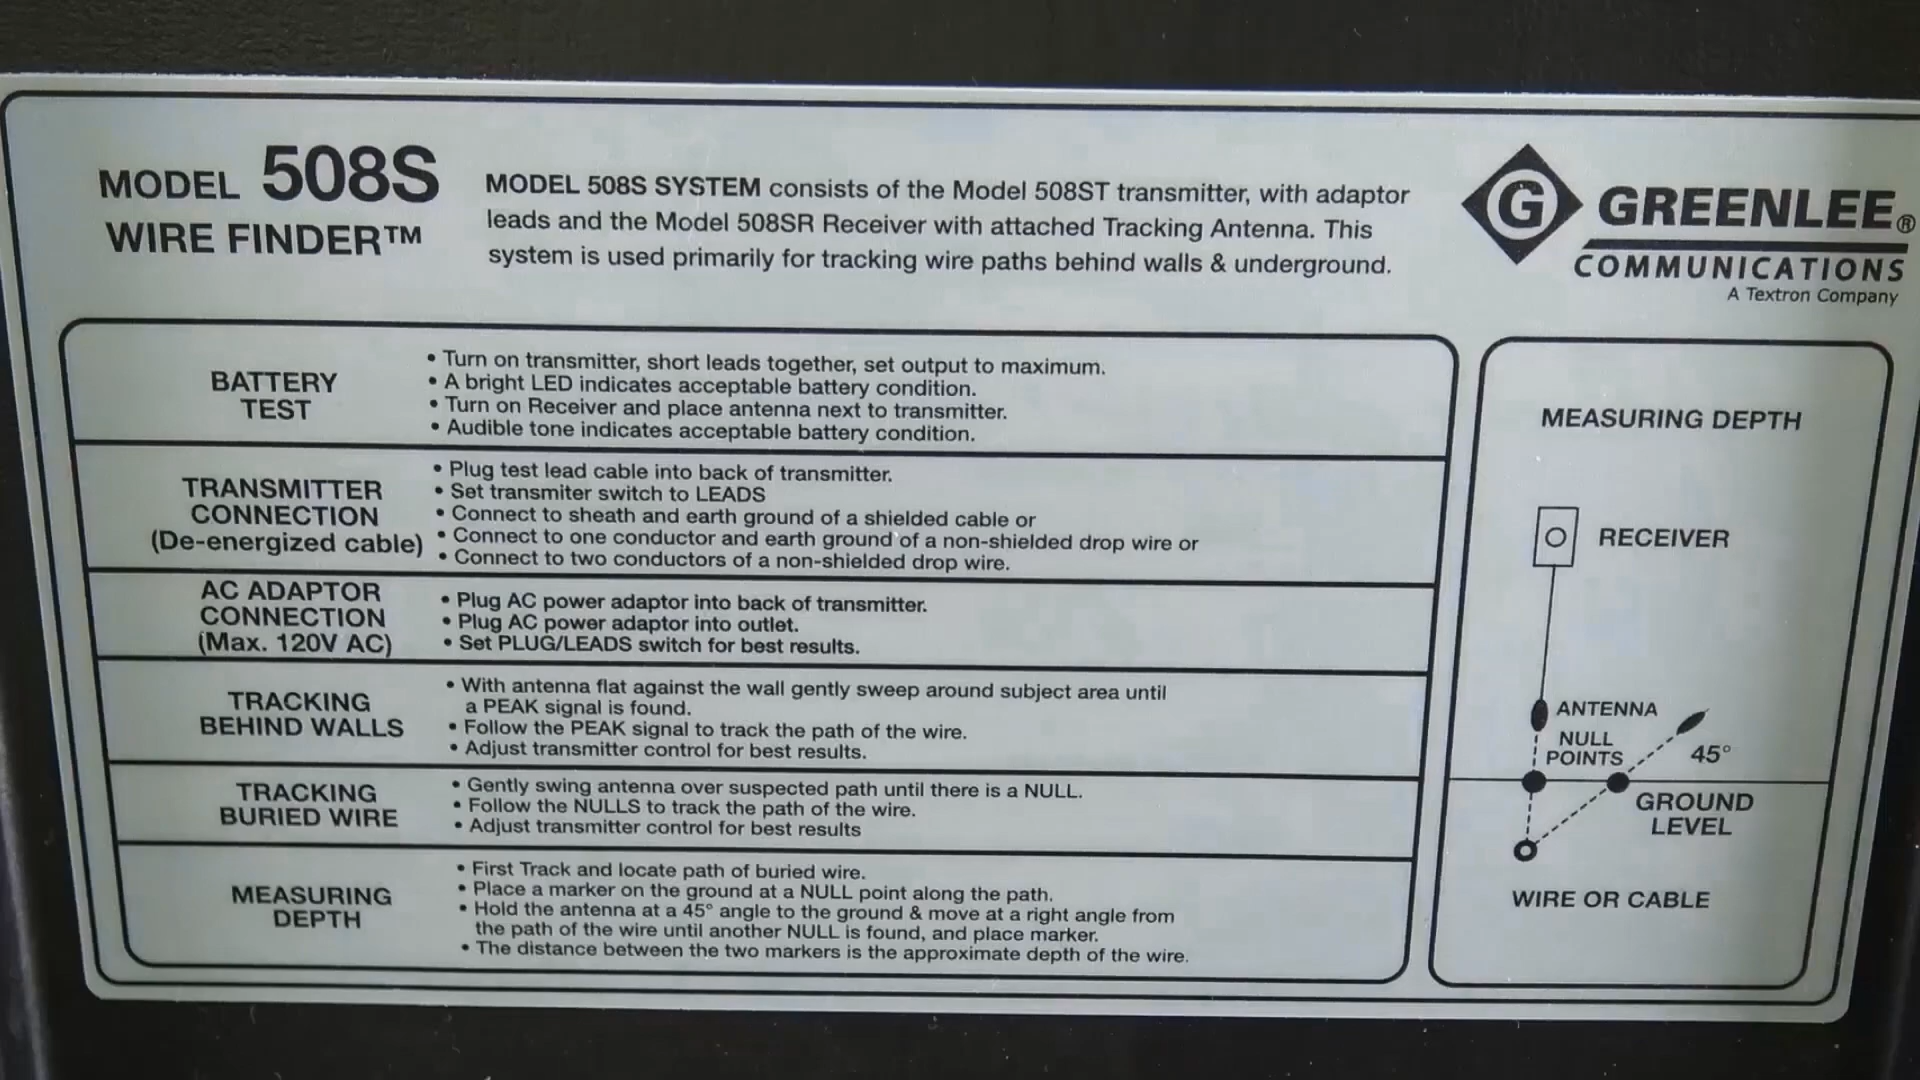 MODEL 508S
WIRE FINDER™
MODEL 508S SYSTEM consists of the Model 508ST transmitter, with adaptor
leads and the Model 508SR Receiver with attached Tracking Antenna. This
system is used primarily for tracking wire paths behind walls & underground.
G GREENLEE®
COMMUNICATIONS
A Textron Company
BATTERY
TEST
• Turn on transmitter, short leads together, set output to maximum.
• A bright LED indicates acceptable battery condition.
• Turn on Receiver and place antenna next to transmitter.
• Audible tone indicates acceptable battery condition.
TRANSMITTER
CONNECTION
(De-energized cable)
• Plug test lead cable into back of transmitter.
• Set transmiter switch to LEADS
• Connect to sheath and earth ground of a shielded cable or
• Connect to one conductor and earth ground of a non-shielded drop wire or
• Connect to two conductors of a non-shielded drop wire.
AC ADAPTOR
CONNECTION
(Max. 120V AC)
• Plug AC power adaptor into back of transmitter.
• Plug AC power adaptor into outlet.
• Set PLUG/LEADS switch for best results.
TRACKING
BEHIND WALLS
• With antenna flat against the wall gently sweep around subject area until
a PEAK signal is found.
• Follow the PEAK signal to track the path of the wire.
• Adjust transmitter control for best results.
TRACKING
BURIED WIRE
• Gently swing antenna over suspected path until there is a NULL.
• Follow the NULLS to track the path of the wire.
• Adjust transmitter control for best results
MEASURING
DEPTH
• First Track and locate path of buried wire.
• Place a marker on the ground at a NULL point along the path.
• Hold the antenna at a 45° angle to the ground & move at a right angle from
the path of the wire until another NULL is found, and place marker.
• The distance between the two markers is the approximate depth of the wire.
MEASURING DEPTH
RECEIVER
ANTENNA
NULL
POINTS
45°
GROUND
LEVEL
WIRE OR CABLE